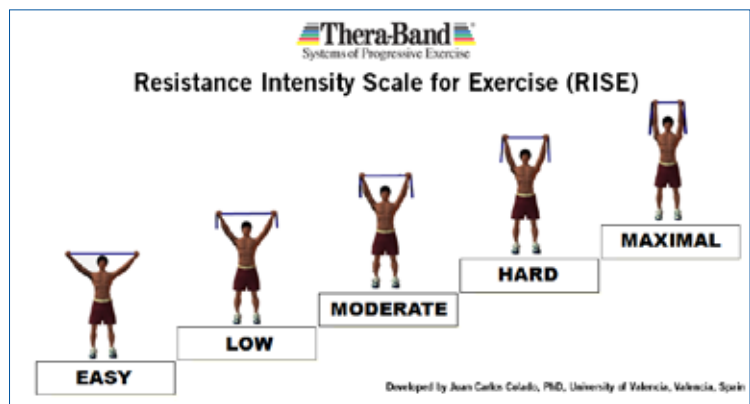 Thera-Band®
Systems of Progressive Exercise
Resistance Intensity Scale for Exercise (RISE)
MAXIMAL
HARD
MODERATE
LOW
EASY
Developed by Juan Carlos Colado, PhD, University of Valencia, Valencia, Spain